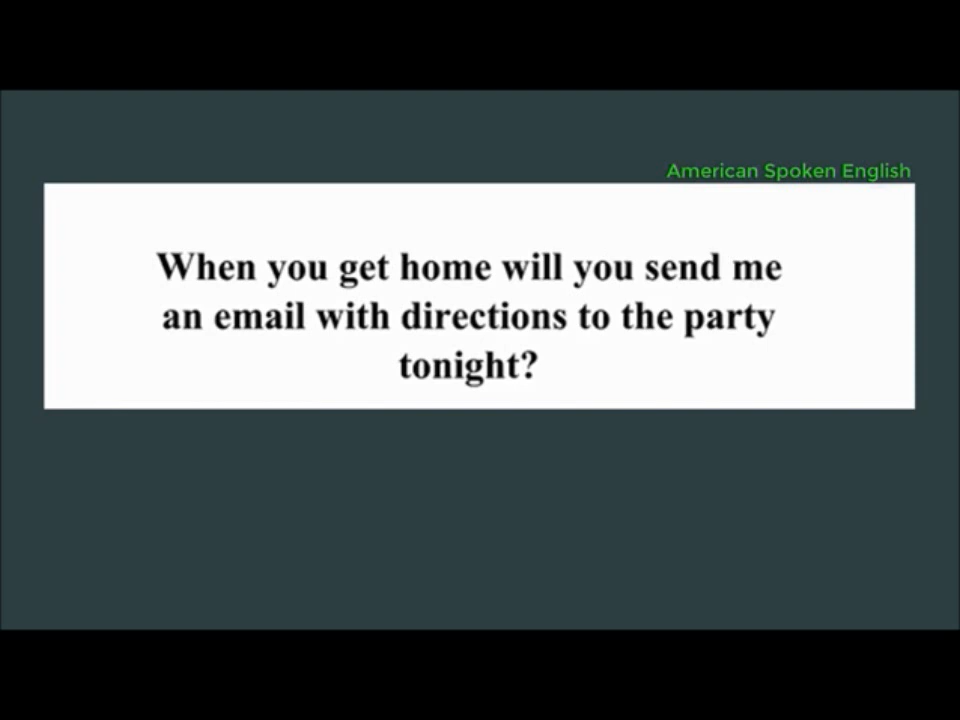 American Spoken English
When you get home will you send me
an email with directions to the party
tonight?